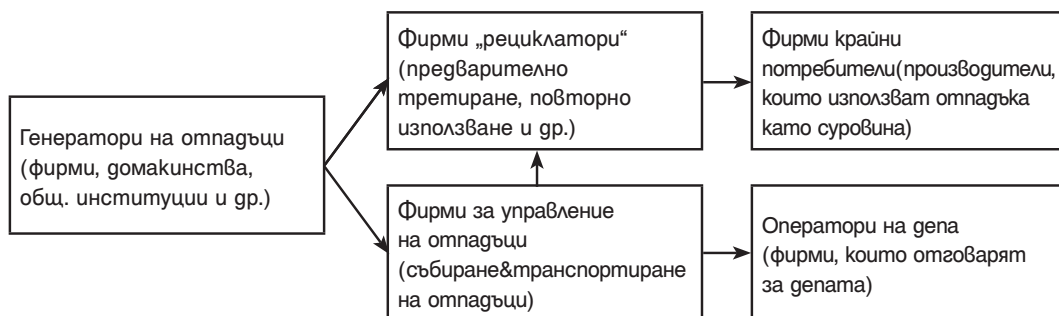 Генератори на отпадъци
(фирми, домакинства,
общ. институции и др.)
Фирми „рециклатори“
(предварително
третиране, повторно
използване и др.)
Фирми крайни
потребители(производители,
които използват отпадъка
като суровина)
Фирми за управление
на отпадъци
(събиране&транспортиране
на отпадъци)
Оператори на депа
(фирми, които отговарят
за депата)